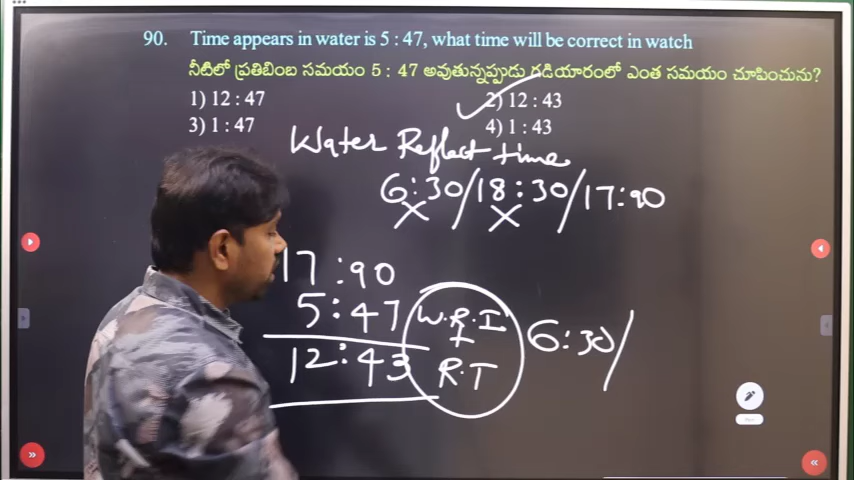 90. Time appears in water is 5 : 47, what time will be correct in watch
నీటిలో ప్రతిబింబ సమయం 5 : 47 అవుతున్నప్పుడు గడియారంలో ఎంత సమయం చూపించును?
1) 12 : 47 2) 12 : 43
3) 1 : 47 4) 1 : 43
Water Reflect time
6:30/18:30/17:90
17:90
5:47
12:43
W.R.I
R.T
6:30/